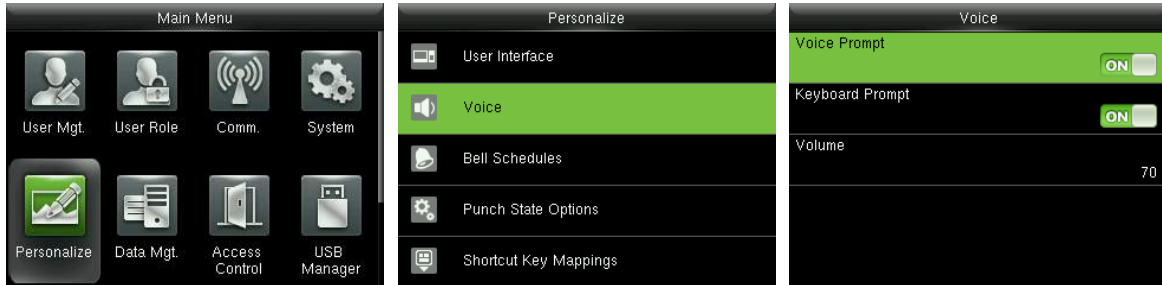 Main Menu
User Mgt.
User Role
Comm.
System
Personalize
Data Mgt.
Access
Control
USB
Manager
Personalize
User Interface
Voice
Bell Schedules
Punch State Options
Shortcut Key Mappings
Voice
Voice Prompt
ON
Keyboard Prompt
ON
Volume
70